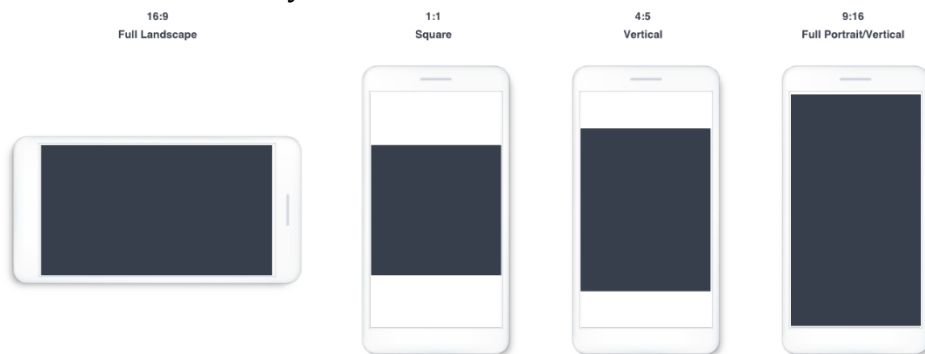 16:9
Full Landscape
1:1
Square
4:5
Vertical
9:16
Full Portrait/Vertical